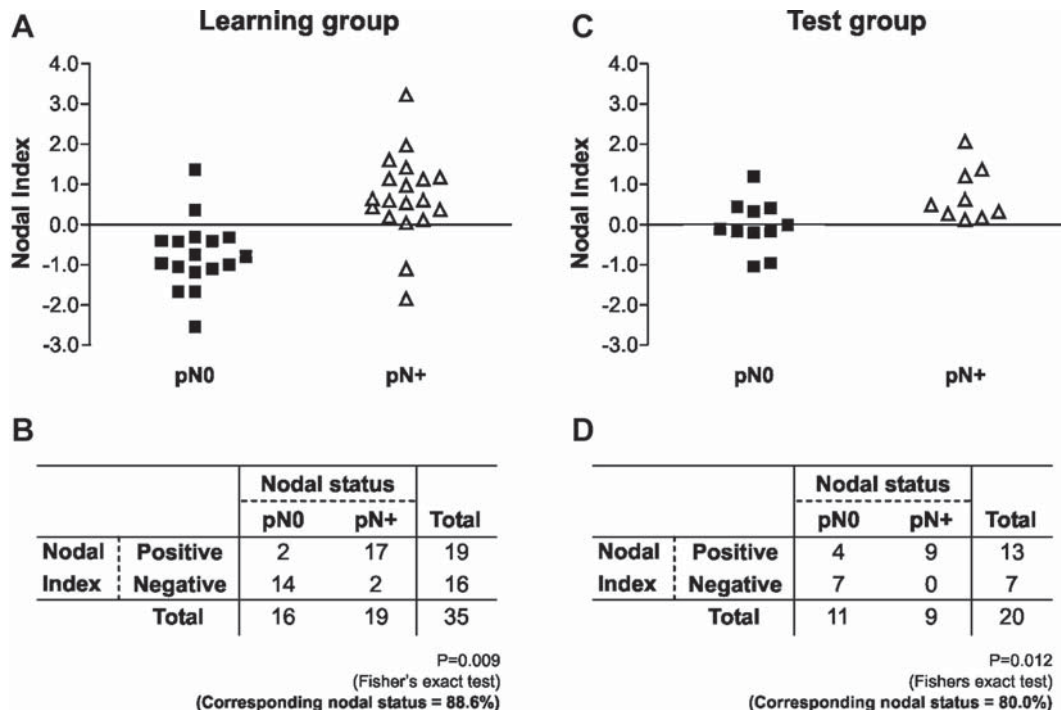 A Learning group
4.0
3.0
2.0
1.0
0.0
-1.0
-2.0
-3.0
Nodal Index
pN0 pN+
C Test group
4.0
3.0
2.0
1.0
0.0
-1.0
-2.0
-3.0
Nodal Index
pN0 pN+
B
Nodal status
pN0 pN+ Total
Nodal Positive 2 17 19
Index Negative 14 2 16
Total 16 19 35
P=0.009
(Fisher's exact test)
(Corresponding nodal status = 88.6%)
D
Nodal status
pN0 pN+ Total
Nodal Positive 4 9 13
Index Negative 7 0 7
Total 11 9 20
P=0.012
(Fishers exact test)
(Corresponding nodal status = 80.0%)